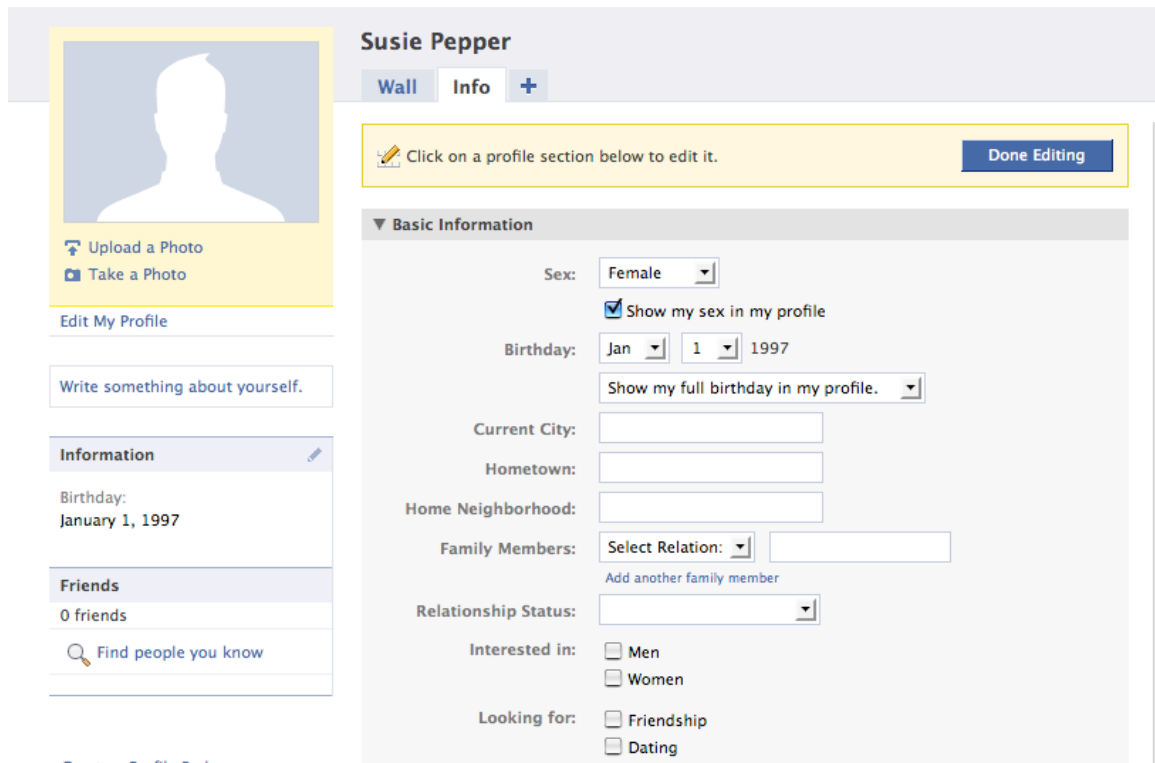 Susie Pepper
Wall Info +
Upload a Photo
Take a Photo
Edit My Profile
Write something about yourself.
Information
Birthday:
January 1, 1997
Friends
0 friends
Find people you know
Click on a profile section below to edit it. Done Editing
Basic Information
Sex: Female
Show my sex in my profile
Birthday: Jan 1 1997
Show my full birthday in my profile.
Current City:
Hometown:
Home Neighborhood:
Family Members: Select Relation:
Add another family member
Relationship Status:
Interested in: Men
Women
Looking for: Friendship
Dating